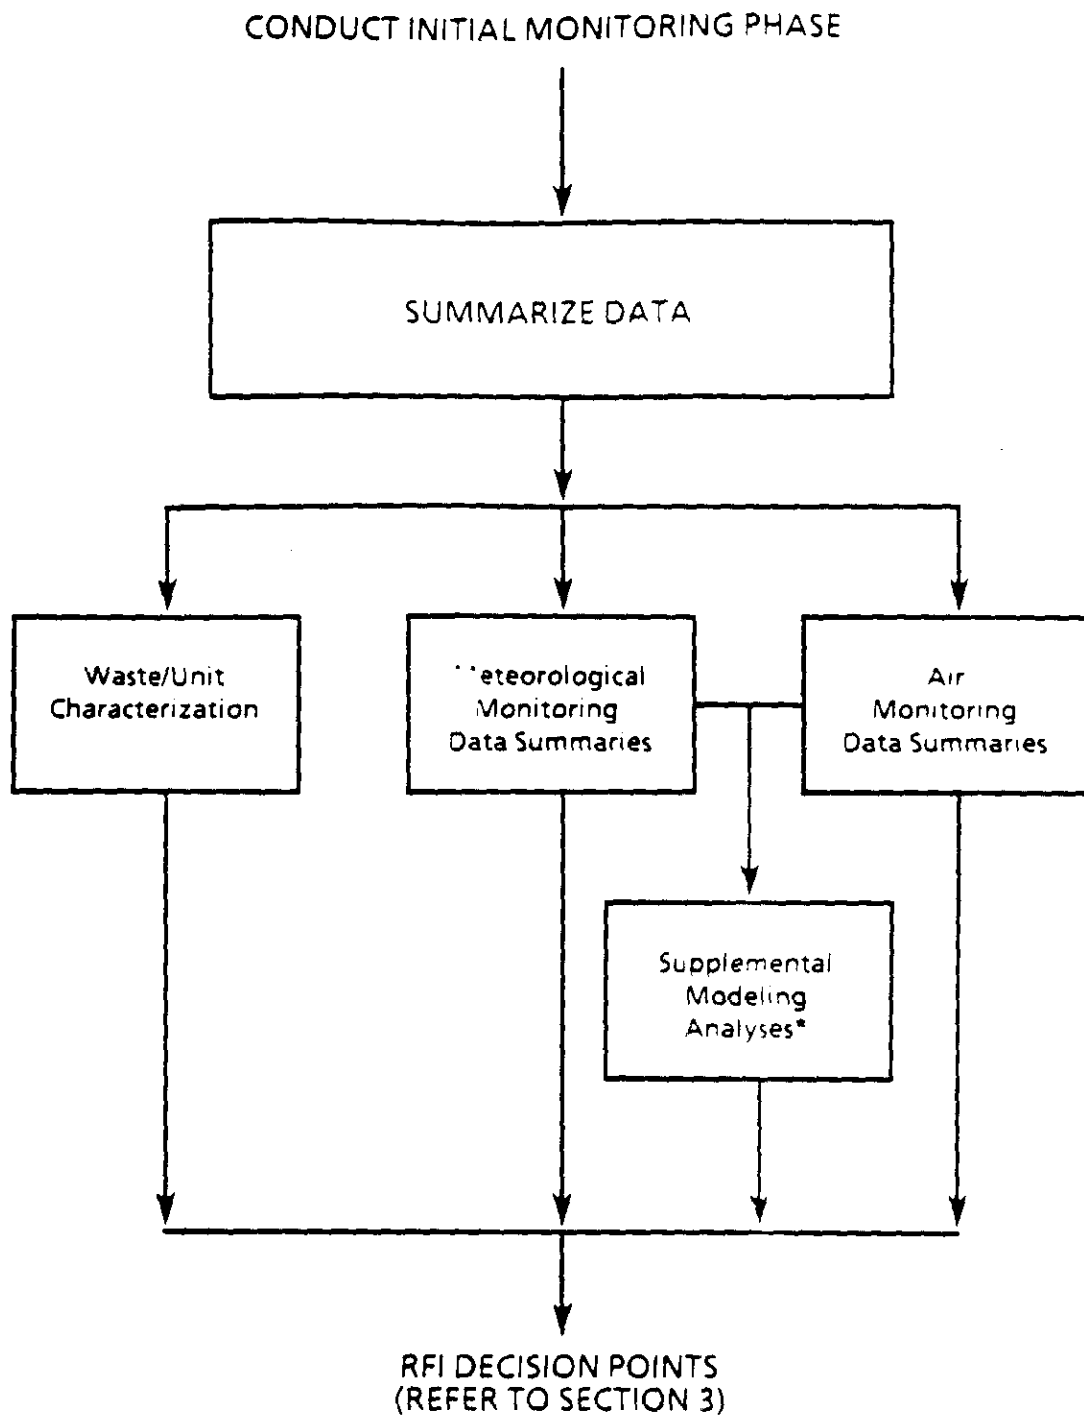 CONDUCT INITIAL MONITORING PHASE
SUMMARIZE DATA
Waste/Unit
Characterization
Meteorological
Monitoring
Data Summaries
Air
Monitoring
Data Summaries
Supplemental
Modeling
Analyses*
RFI DECISION POINTS
(REFER TO SECTION 3)